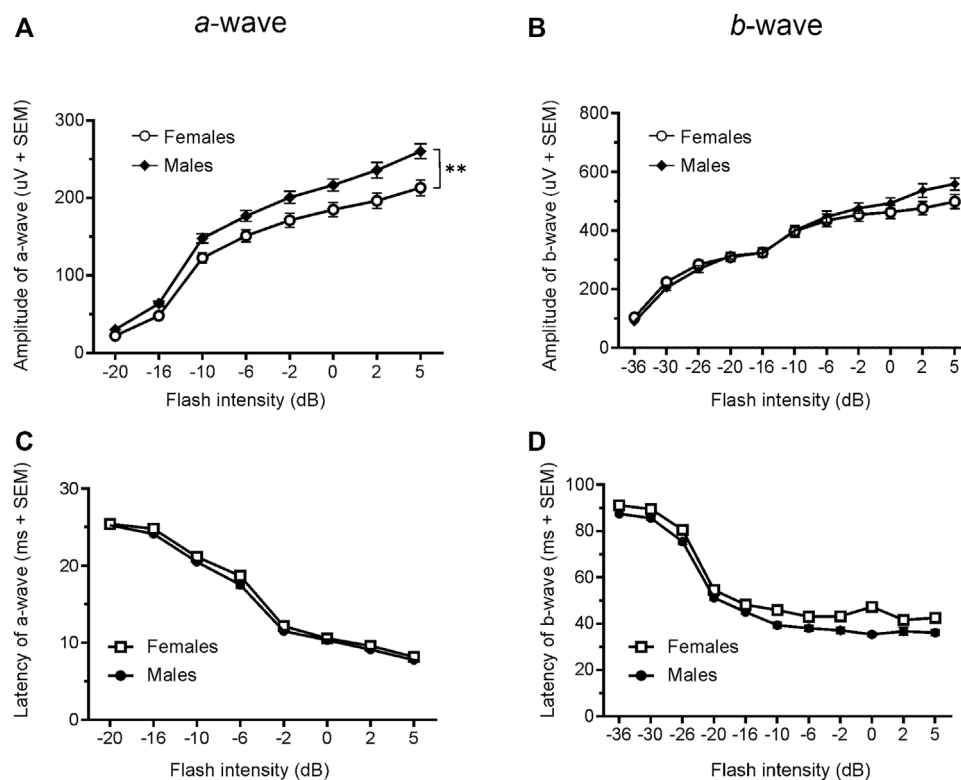 A
a-wave
B
b-wave
Amplitude of a-wave (uV + SEM)
300
200
100
0
Females
Males
**
-20 -16 -10 -6 -2 0 2 5
Flash intensity (dB)
Amplitude of b-wave (uV + SEM)
800
600
400
200
0
Females
Males
-36 -30 -26 -20 -16 -10 -6 -2 0 2 5
Flash intensity (dB)
C
Latency of a-wave (ms + SEM)
30
20
10
0
Females
Males
-20 -16 -10 -6 -2 0 2 5
Flash intensity (dB)
D
Latency of b-wave (ms + SEM)
100
80
60
40
20
0
Females
Males
-36 -30 -26 -20 -16 -10 -6 -2 0 2 5
Flash intensity (dB)